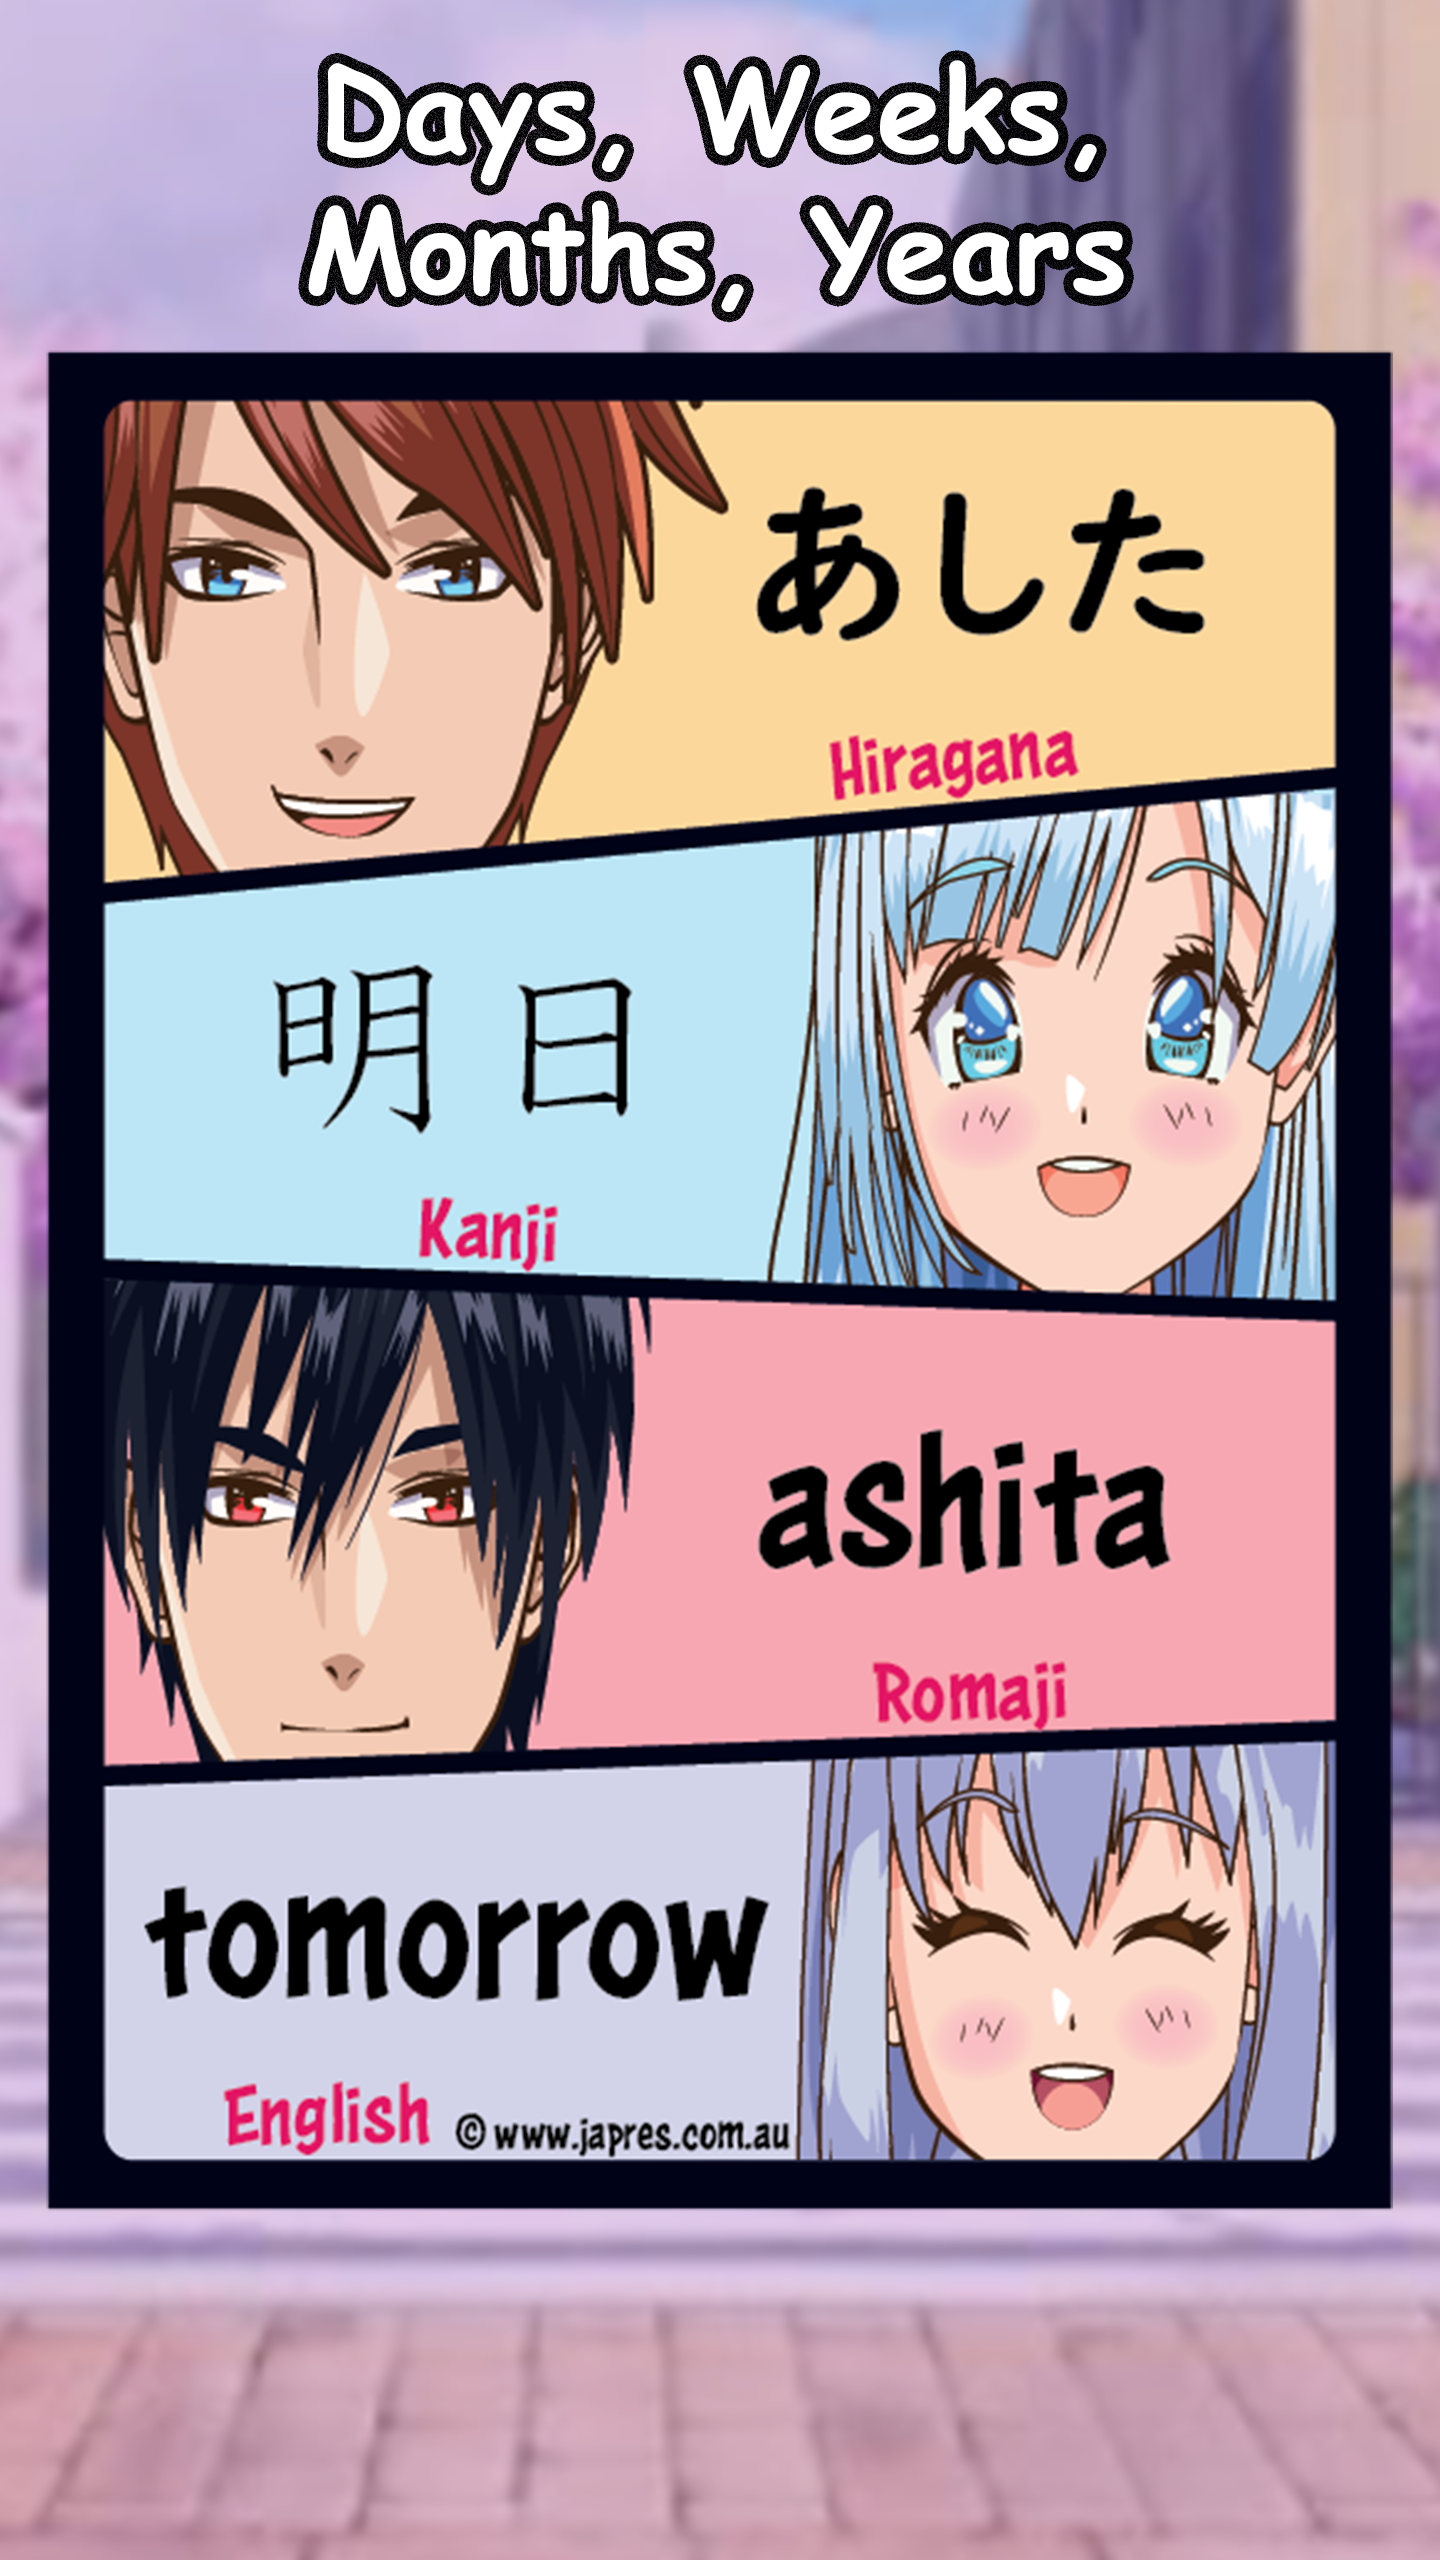 Days, Weeks,
Months, Years
あした
Hiragana
明日
Kanji
ashita
Romaji
tomorrow
English © www.japres.com.au